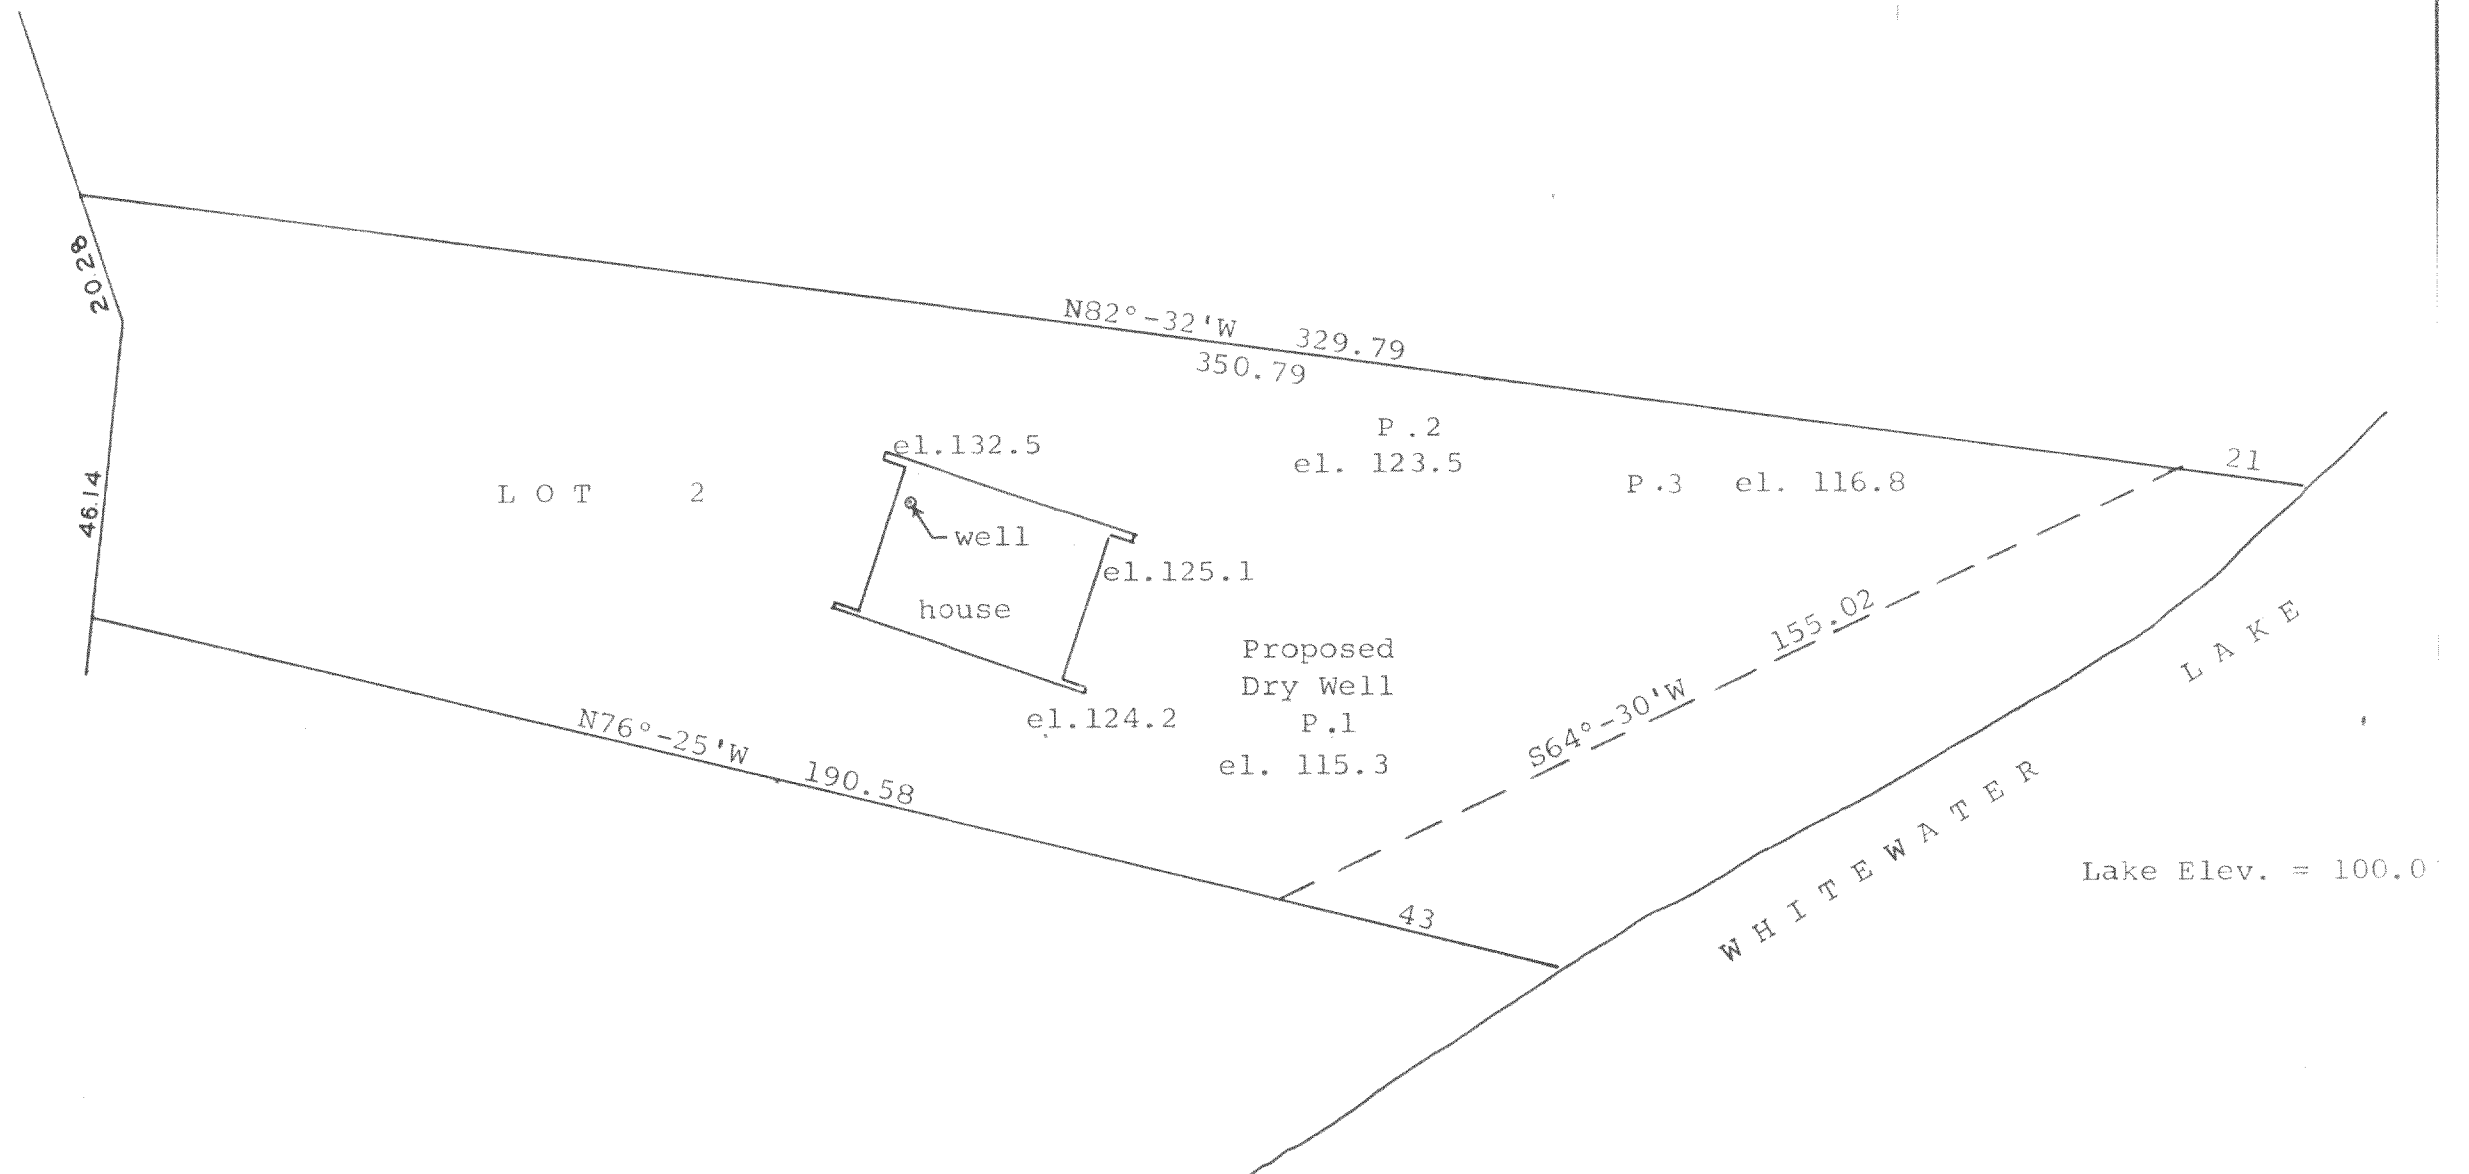 20.28
N82°-32'W 329.79
350.79
P.2
el. 123.5
el.132.5
21
P.3 el. 116.8
46.14
LOT 2
well
el.125.1
house
155.02
LAKE
Proposed
Dry Well
P.1
el. 115.3
el.124.2
S64°-30'W
N76°-25'W 190.58
WHITEWATER
Lake Elev. = 100.0
43